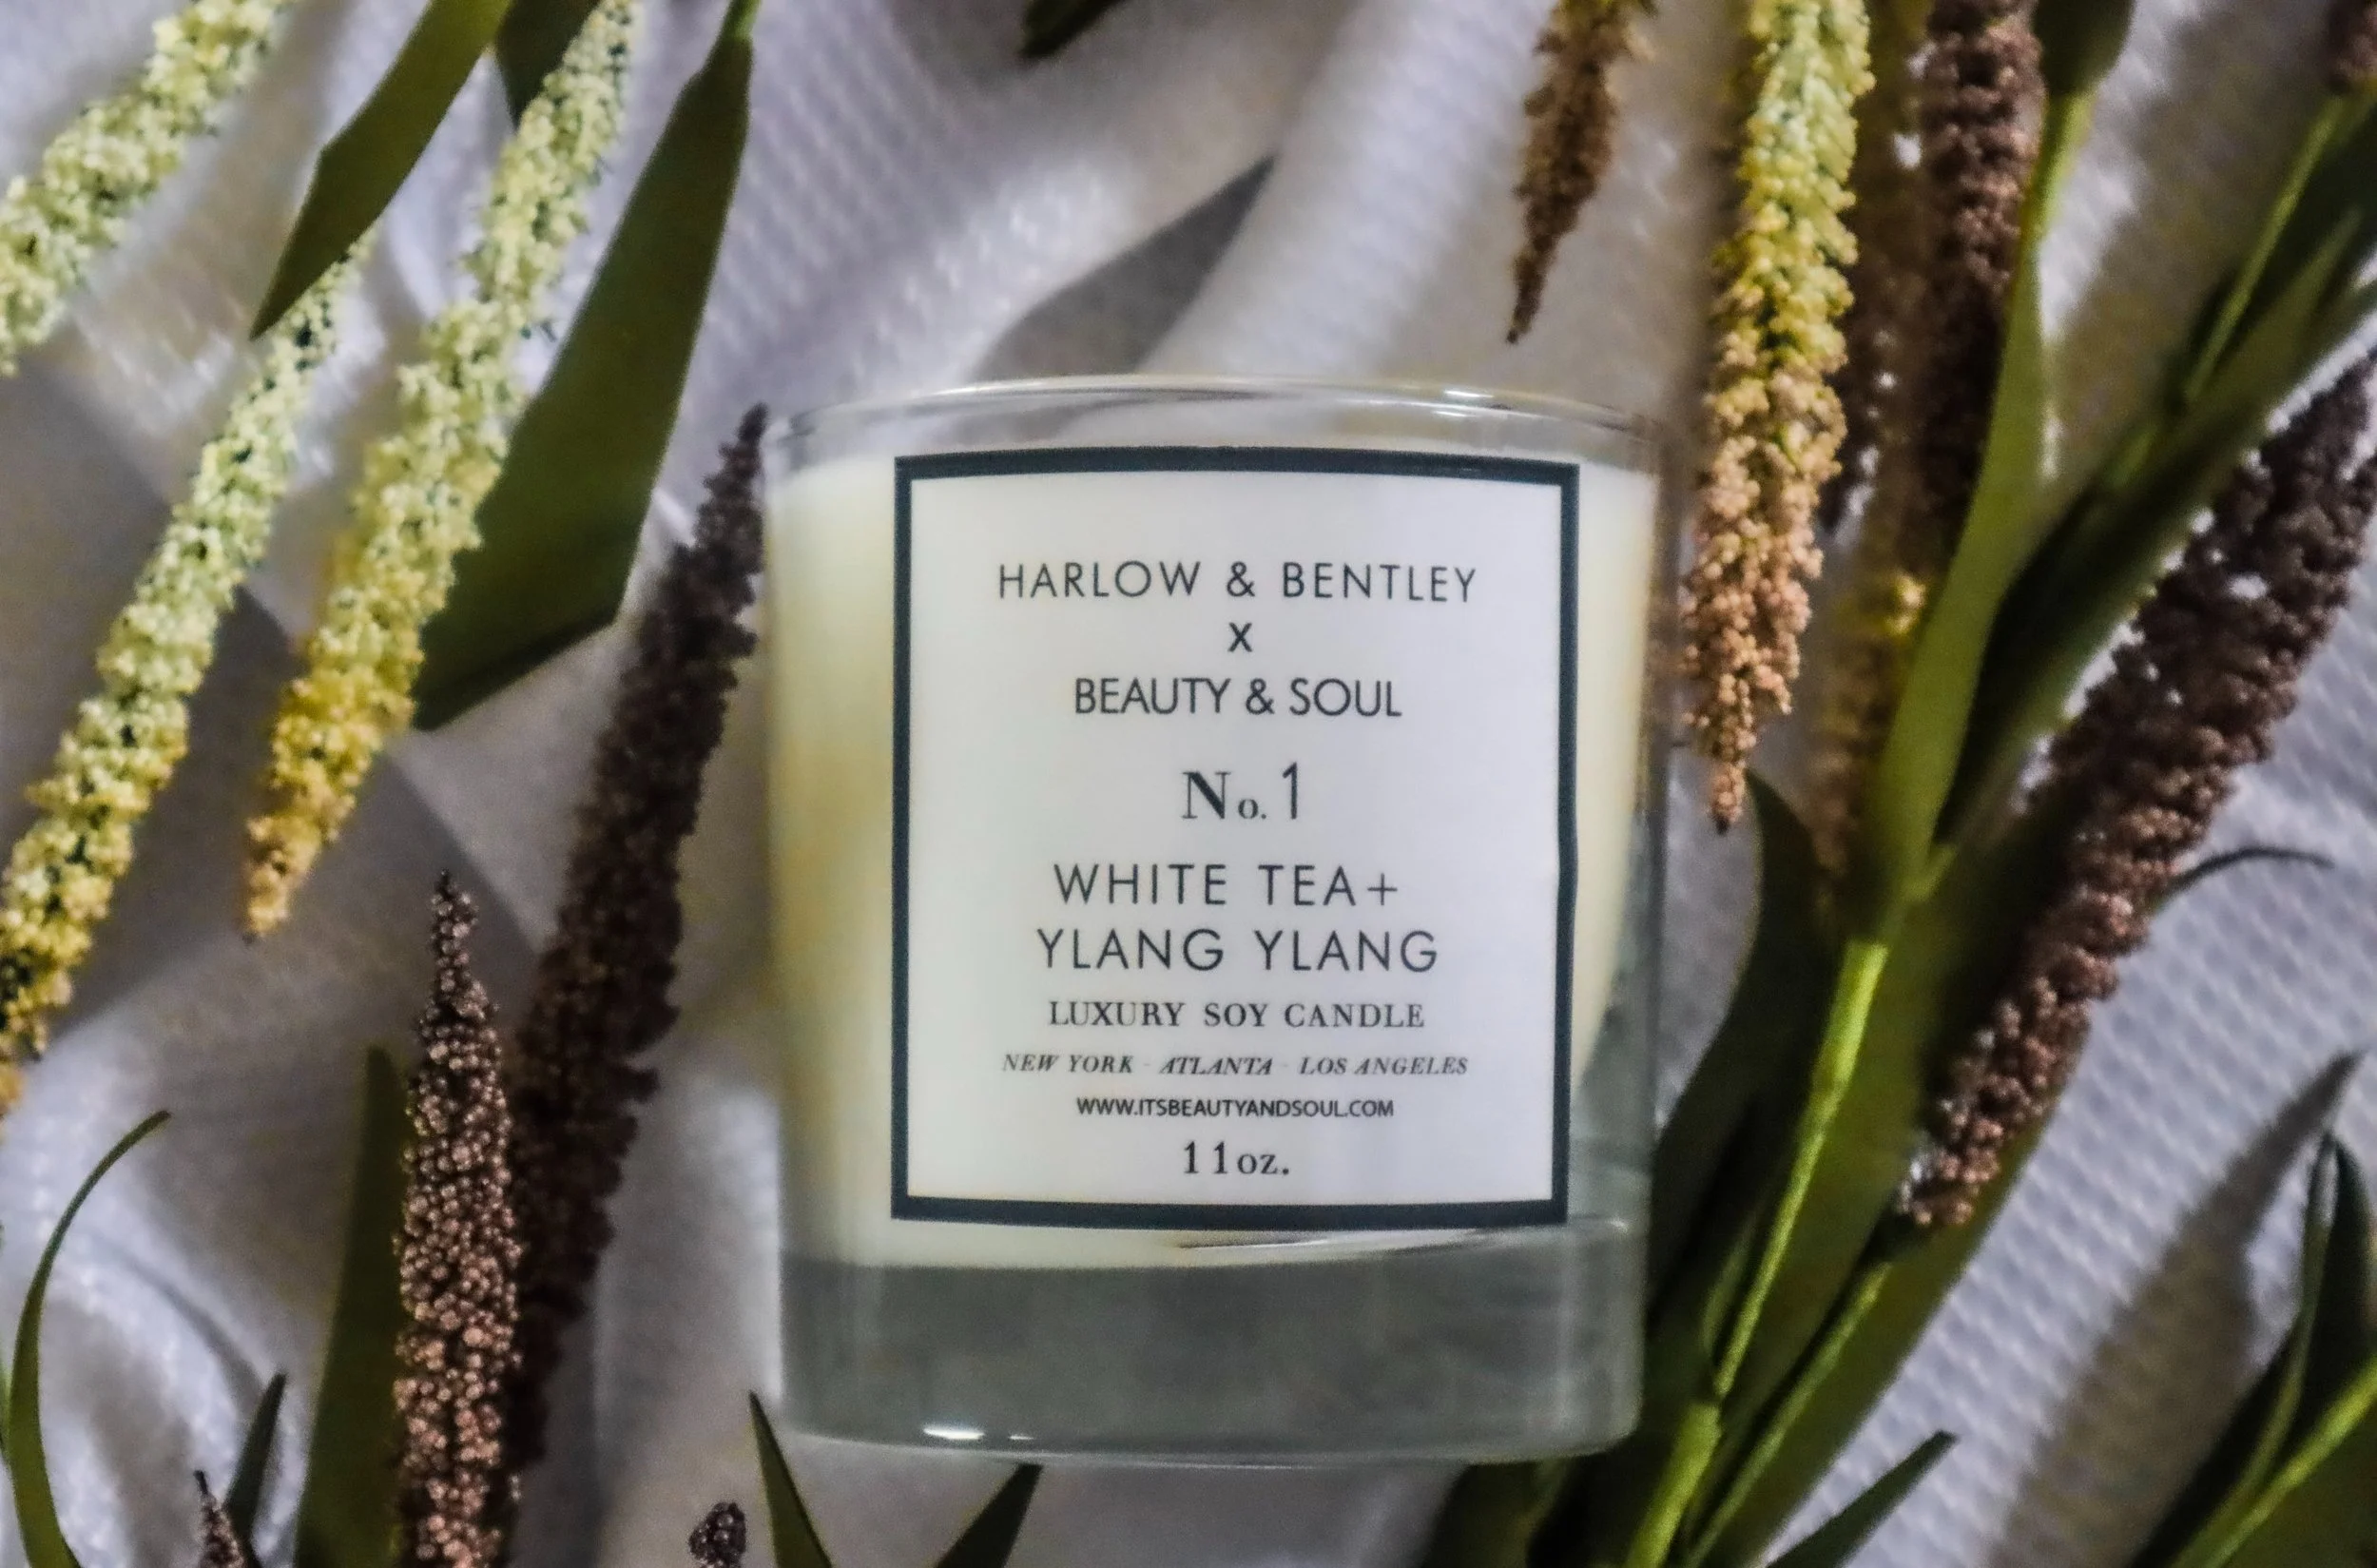 HARLOW & BENTLEY
X
BEAUTY & SOUL
No. 1
WHITE TEA+
YLANG YLANG
LUXURY SOY CANDLE
NEW YORK - ATLANTA - LOS ANGELES
WWW.ITSBEAUTYANDSOUL.COM
11oz.